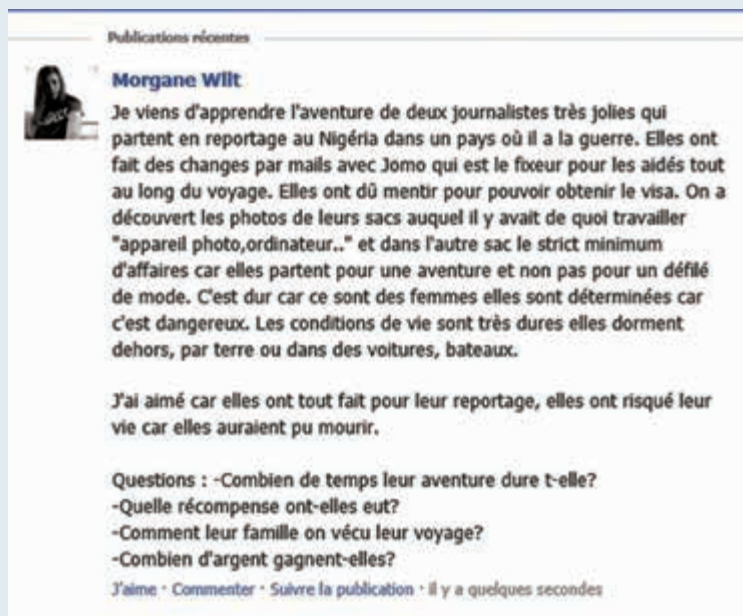 Publications récentes
Morgane Wilt
Je viens d'apprendre l'aventure de deux journalistes très jolies qui
partent en reportage au Nigéria dans un pays où il a la guerre. Elles ont
fait des changes par mails avec Jomo qui est le fixeur pour les aidés tout
au long du voyage. Elles ont dû mentir pour pouvoir obtenir le visa. On a
découvert les photos de leurs sacs auquel il y avait de quoi travailler
"appareil photo,ordinateur.." et dans l'autre sac le strict minimum
d'affaires car elles partent pour une aventure et non pas pour un défilé
de mode. C'est dur car ce sont des femmes elles sont déterminées car
c'est dangereux. Les conditions de vie sont très dures elles dorment
dehors, par terre ou dans des voitures, bateaux.
J'ai aimé car elles ont tout fait pour leur reportage, elles ont risqué leur
vie car elles auraient pu mourir.
Questions : -Combien de temps leur aventure dure t-elle?
-Quelle récompense ont-elles eut?
-Comment leur famille on vécu leur voyage?
-Combien d'argent gagnent-elles?
J'aime · Commenter · Suivre la publication · il y a quelques secondes